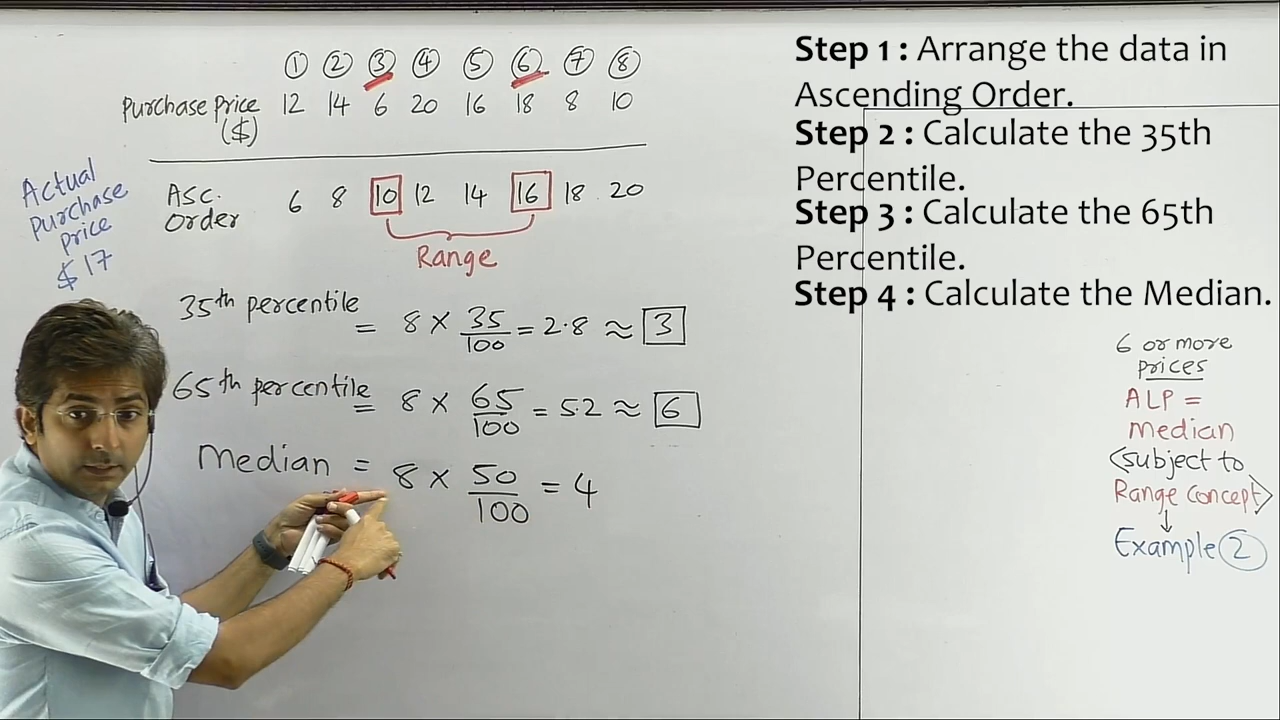 ① ② ③ ④ ⑤ ⑥ ⑦ ⑧
Purchase Price 12 14 6 20 16 18 8 10
($)
Asc. 6 8 10 12 14 16 18 20
Order
Range
Actual
Purchase
Price
$ 17
35th percentile
= 8 × 35/100 = 2.8 ≈ 3
65th percentile
= 8 × 65/100 = 5.2 ≈ 6
Median = 8 × 50/100 = 4
Step 1 : Arrange the data in
Ascending Order.
Step 2 : Calculate the 35th
Percentile.
Step 3 : Calculate the 65th
Percentile.
Step 4 : Calculate the Median.
6 or more
prices
ALP =
Median
<subject to
Range concept>
↓
Example ②